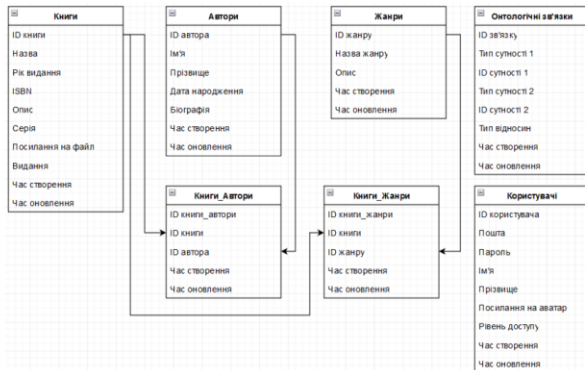 Книги
ID книги
Назва
Рік видання
ISBN
Опис
Серія
Посилання на файл
Видання
Час створення
Час оновлення
Автори
ID автора
Ім'я
Прізвище
Дата народження
Біографія
Час створення
Час оновлення
Жанри
ID жанру
Назва жанру
Опис
Час створення
Час оновлення
Онтологічні зв'язки
ID зв'язку
Тип сутності 1
ID сутності 1
Тип сутності 2
ID сутності 2
Тип відносин
Час створення
Час оновлення
Книги_Автори
ID книги_автори
ID книги
ID автора
Час створення
Час оновлення
Книги_Жанри
ID книги_жанри
ID книги
ID жанру
Час створення
Час оновлення
Користувачі
ID користувача
Пошта
Пароль
Ім'я
Прізвище
Посилання на аватар
Рівень доступу
Час створення
Час оновлення